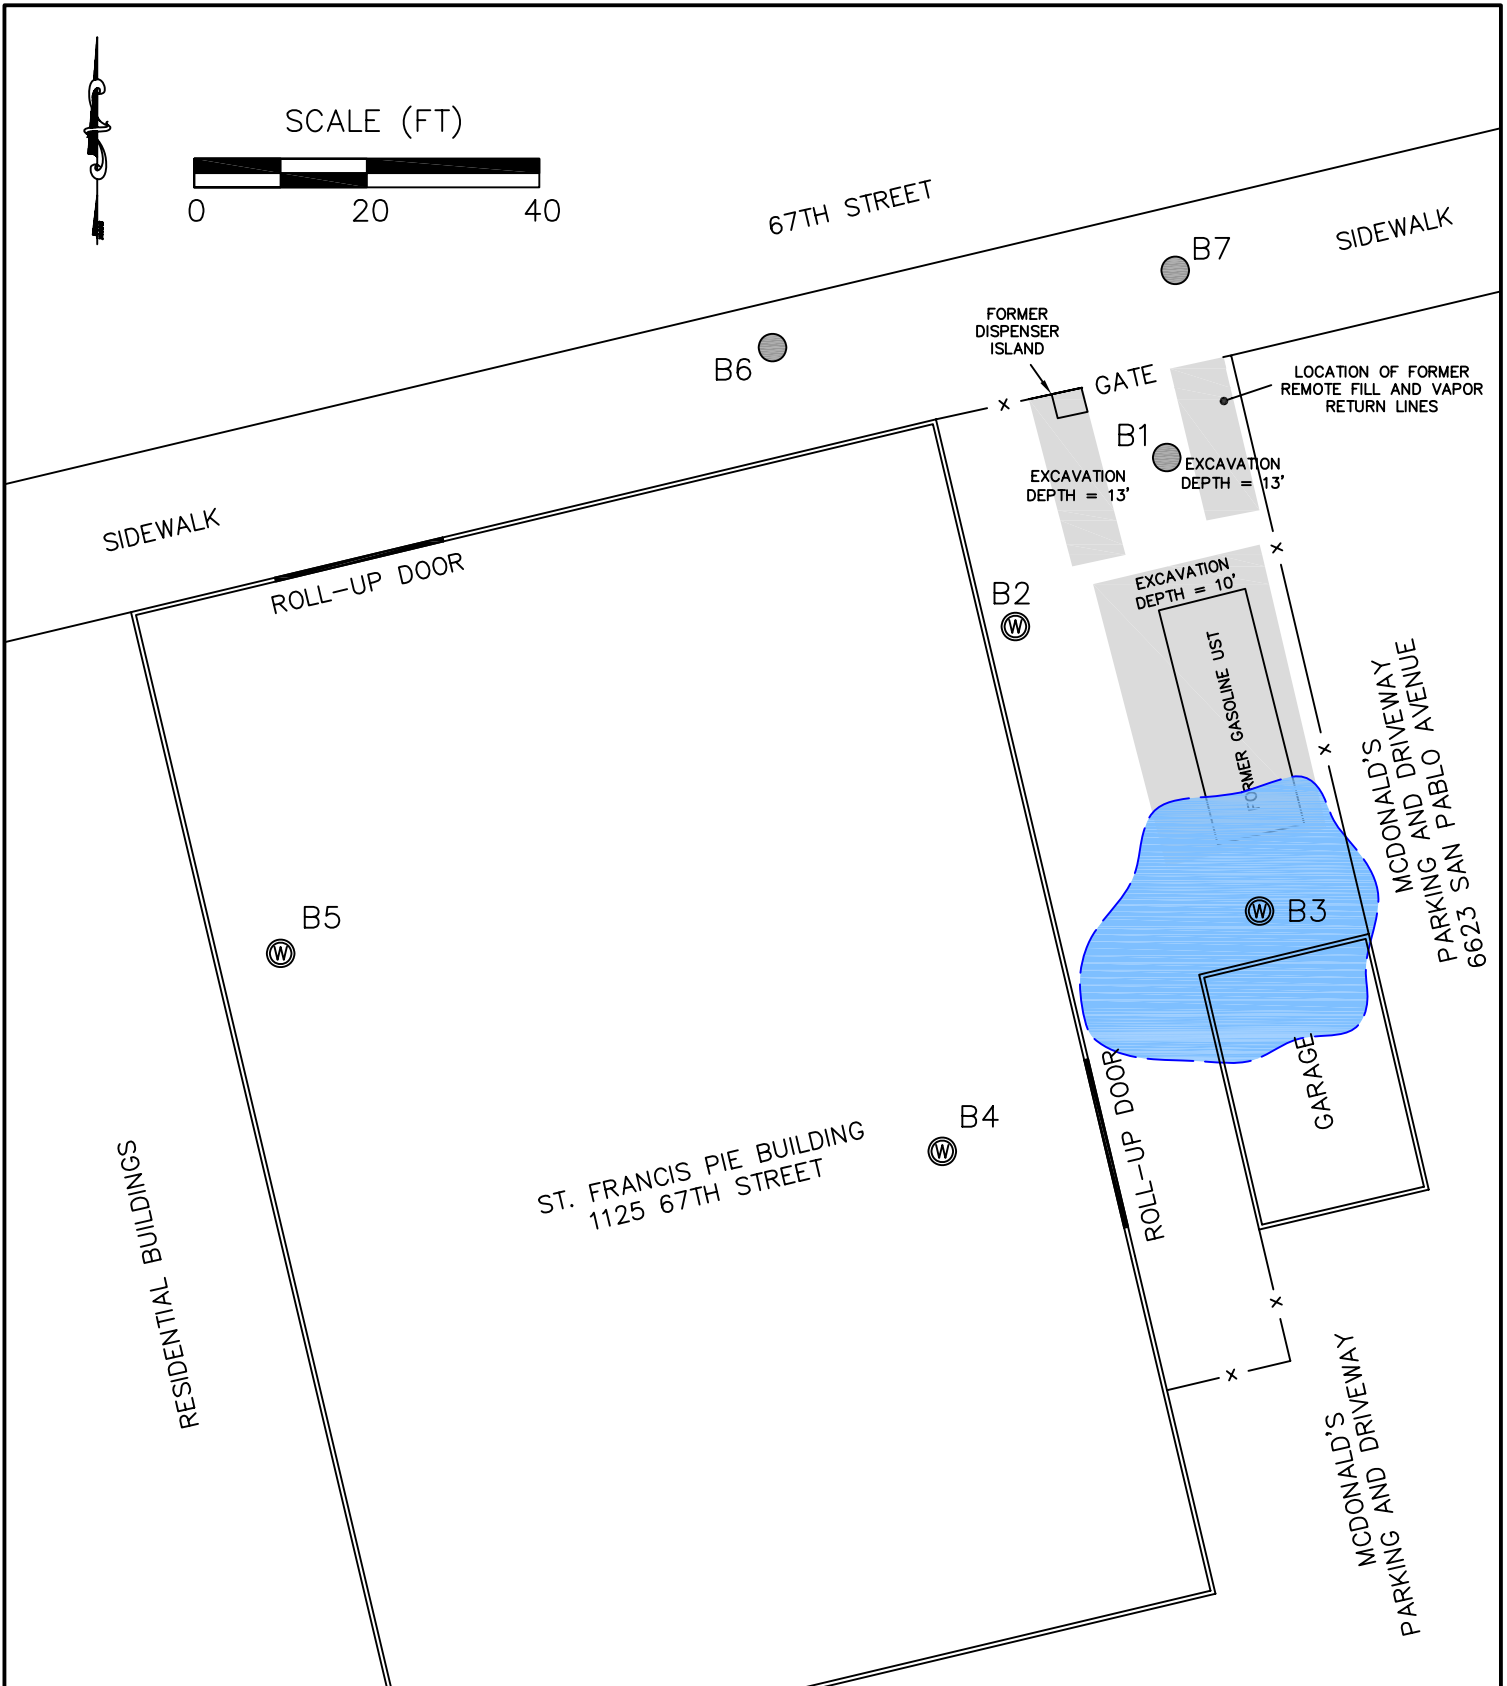 SCALE (FT)
0 20 40
67TH STREET
SIDEWALK
B7
B6
FORMER
DISPENSER
ISLAND
GATE
LOCATION OF FORMER
REMOTE FILL AND VAPOR
RETURN LINES
B1
EXCAVATION
DEPTH = 13'
EXCAVATION
DEPTH = 13'
SIDEWALK
ROLL-UP DOOR
B2
W
EXCAVATION
DEPTH = 10'
FORMER GASOLINE UST
MCDONALD'S
PARKING AND DRIVEWAY
6623 SAN PABLO AVENUE
B5
W
W B3
GARAGE
ROLL-UP DOOR
B4
W
ST. FRANCIS PIE BUILDING
1125 67TH STREET
RESIDENTIAL BUILDINGS
MCDONALD'S
PARKING AND DRIVEWAY